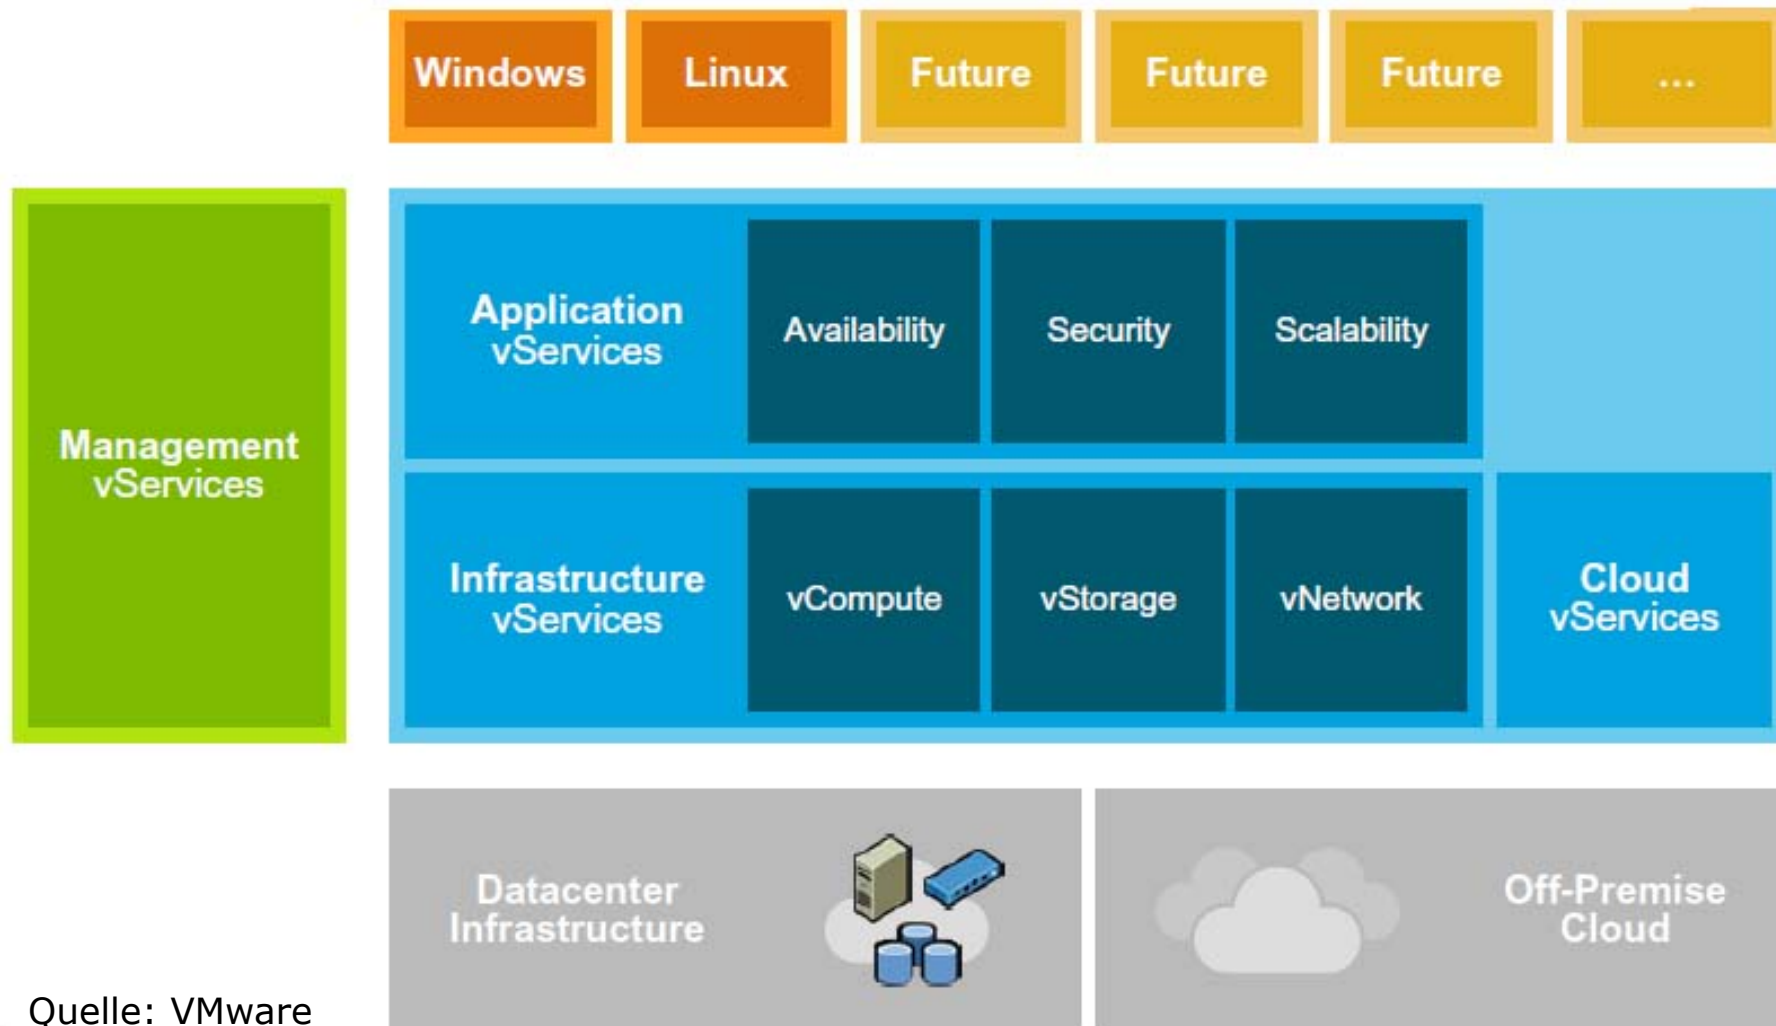 Windows
Linux
Future
Future
Future
...
Management
vServices
Application
vServices
Availability
Security
Scalability
Infrastructure
vServices
vCompute
vStorage
vNetwork
Cloud
vServices
Datacenter
Infrastructure
Off-Premise
Cloud
Quelle: VMware